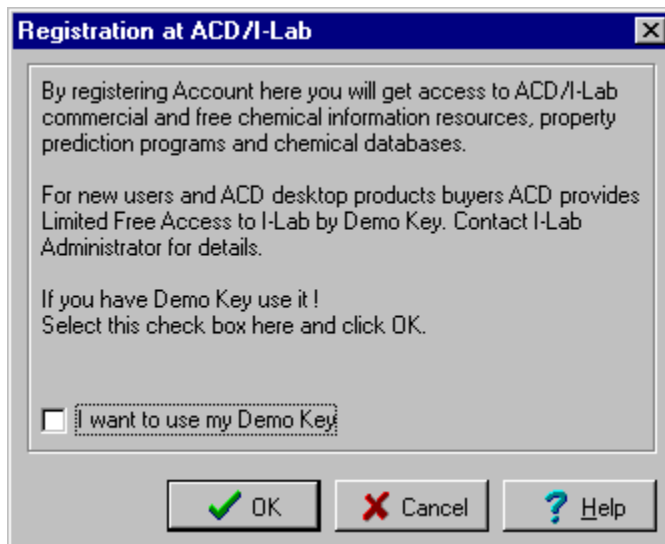 Registration at ACD/I-Lab
By registering Account here you will get access to ACD/I-Lab
commercial and free chemical information resources, property
prediction programs and chemical databases.
For new users and ACD desktop products buyers ACD provides
Limited Free Access to I-Lab by Demo Key. Contact I-Lab
Administrator for details.
If you have Demo Key use it !
Select this check box here and click OK.
I want to use my Demo Key
OK
Cancel
Help